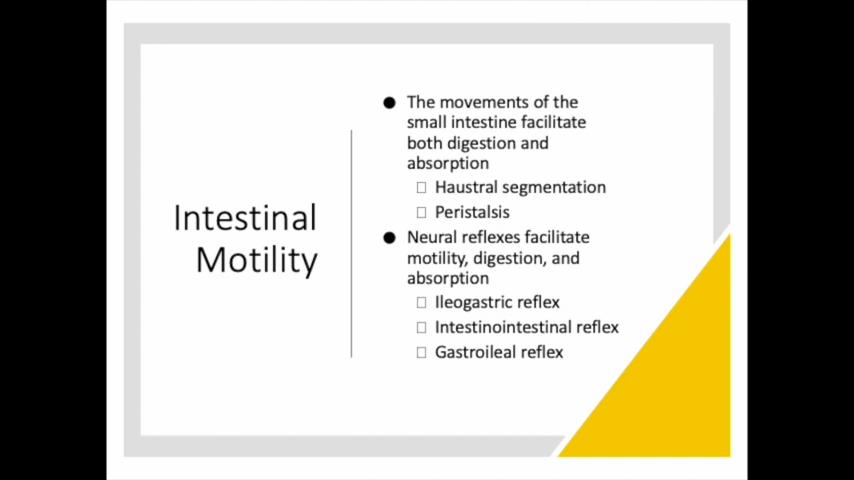 Intestinal
Motility
● The movements of the
small intestine facilitate
both digestion and
absorption
□ Haustral segmentation
□ Peristalsis
● Neural reflexes facilitate
motility, digestion, and
absorption
□ Ileogastric reflex
□ Intestinointestinal reflex
□ Gastroileal reflex